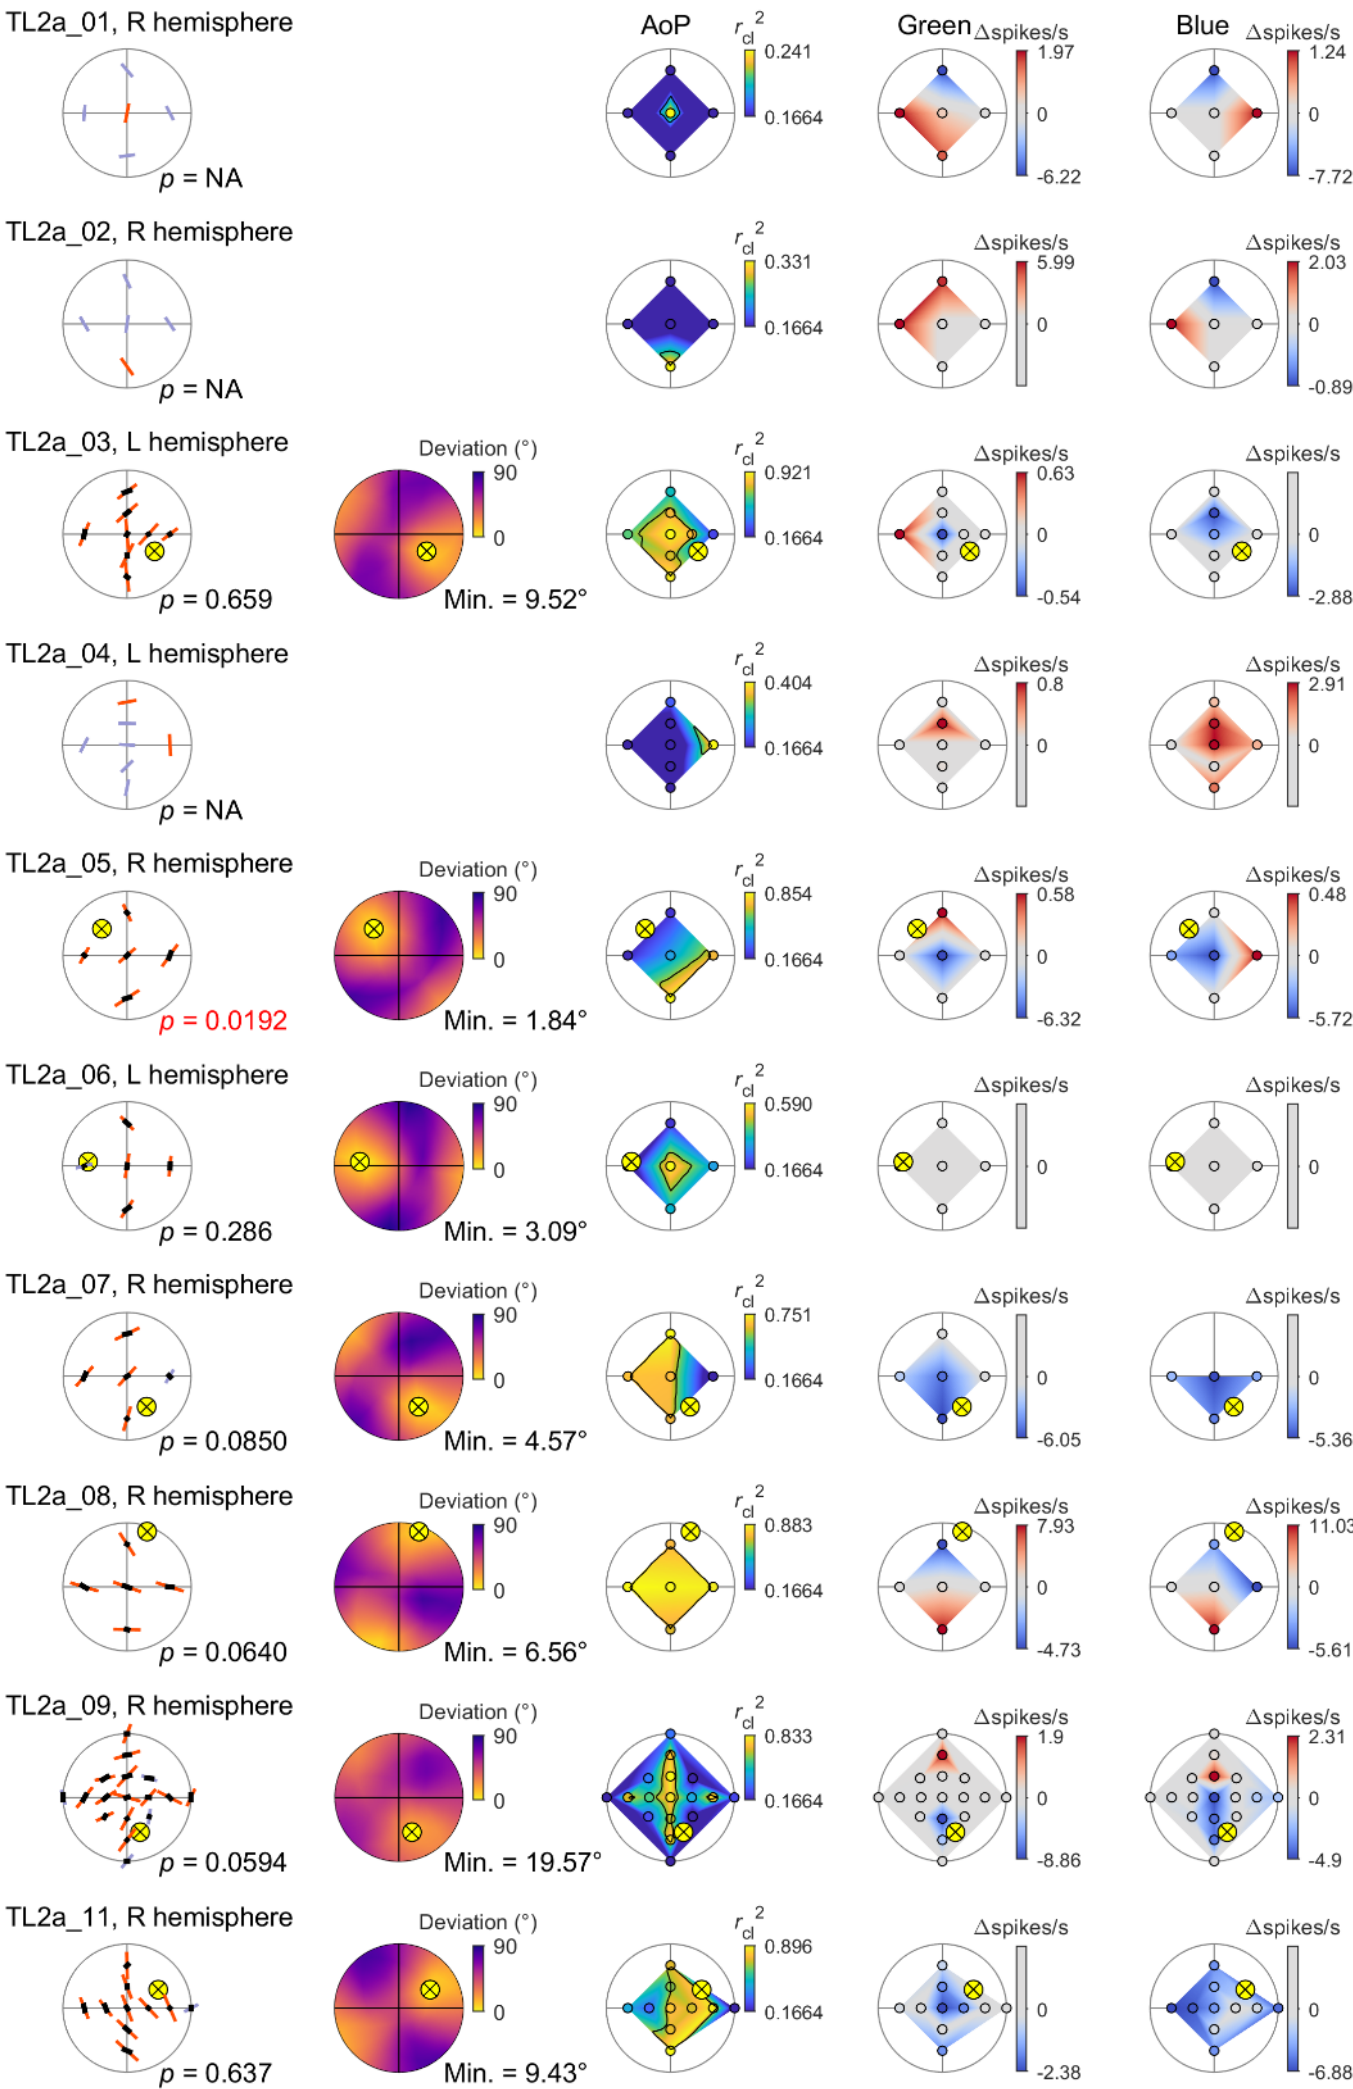 TL2a_01, R hemisphere
AoP
r_cl^2
Green
Δspikes/s
Blue
Δspikes/s
0.241
0.1664
1.97
0
-6.22
1.24
0
-7.72
p = NA
TL2a_02, R hemisphere
r_cl^2
Δspikes/s
Δspikes/s
0.331
0.1664
5.99
0
2.03
0
-0.89
p = NA
TL2a_03, L hemisphere
Deviation (°)
r_cl^2
Δspikes/s
Δspikes/s
90
0
0.921
0.1664
0.63
0
-0.54
0
-2.88
p = 0.659
Min. = 9.52°
TL2a_04, L hemisphere
r_cl^2
Δspikes/s
Δspikes/s
0.404
0.1664
0.8
0
2.91
0
p = NA
TL2a_05, R hemisphere
Deviation (°)
r_cl^2
Δspikes/s
Δspikes/s
90
0
0.854
0.1664
0.58
0
-6.32
0.48
0
-5.72
p = 0.0192
Min. = 1.84°
TL2a_06, L hemisphere
Deviation (°)
r_cl^2
Δspikes/s
Δspikes/s
90
0
0.590
0.1664
0
0
p = 0.286
Min. = 3.09°
TL2a_07, R hemisphere
Deviation (°)
r_cl^2
Δspikes/s
Δspikes/s
90
0
0.751
0.1664
0
-6.05
0
-5.36
p = 0.0850
Min. = 4.57°
TL2a_08, R hemisphere
Deviation (°)
r_cl^2
Δspikes/s
Δspikes/s
90
0
0.883
0.1664
7.93
0
-4.73
11.03
0
-5.61
p = 0.0640
Min. = 6.56°
TL2a_09, R hemisphere
Deviation (°)
r_cl^2
Δspikes/s
Δspikes/s
90
0
0.833
0.1664
1.9
0
-8.86
2.31
0
-4.9
p = 0.0594
Min. = 19.57°
TL2a_11, R hemisphere
Deviation (°)
r_cl^2
Δspikes/s
Δspikes/s
90
0
0.896
0.1664
0
-2.38
0
-6.88
p = 0.637
Min. = 9.43°